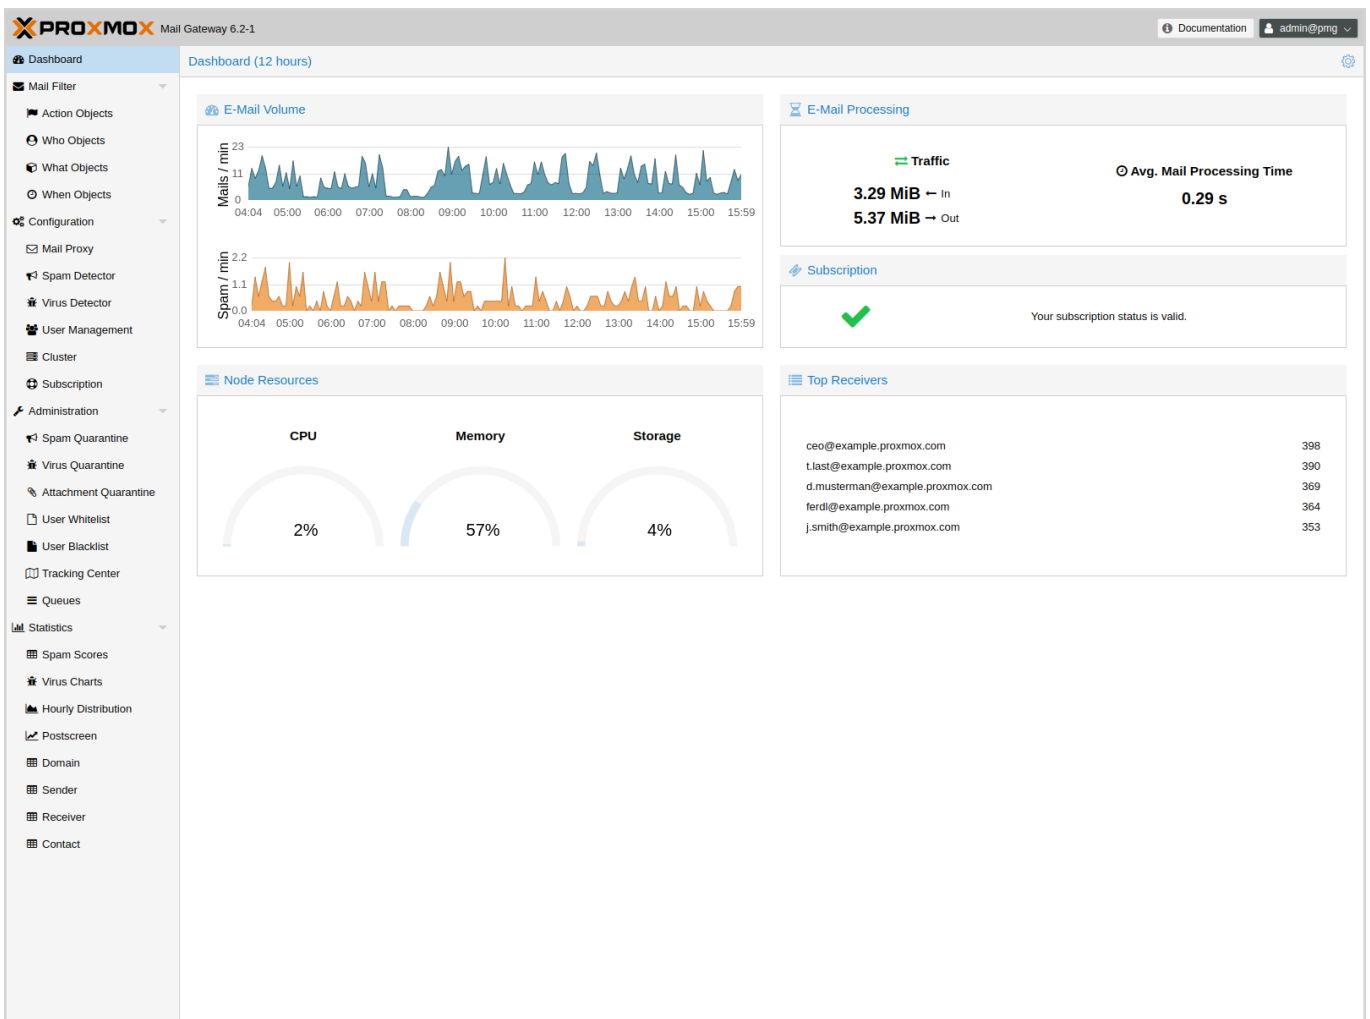 PROXMOX Mail Gateway 6.2-1
Documentation
admin@pmg
Dashboard
Mail Filter
Action Objects
Who Objects
What Objects
When Objects
Configuration
Mail Proxy
Spam Detector
Virus Detector
User Management
Cluster
Subscription
Administration
Spam Quarantine
Virus Quarantine
Attachment Quarantine
User Whitelist
User Blacklist
Tracking Center
Queues
Statistics
Spam Scores
Virus Charts
Hourly Distribution
Postscreen
Domain
Sender
Receiver
Contact
Dashboard (12 hours)
E-Mail Volume
Mails / min
23
11
0
04:04 05:00 06:00 07:00 08:00 09:00 10:00 11:00 12:00 13:00 14:00 15:00 15:59
Spam / min
2.2
1.1
0.0
04:04 05:00 06:00 07:00 08:00 09:00 10:00 11:00 12:00 13:00 14:00 15:00 15:59
E-Mail Processing
Traffic
3.29 MiB ← In
5.37 MiB → Out
Avg. Mail Processing Time
0.29 s
Subscription
Your subscription status is valid.
Node Resources
CPU Memory Storage
2% 57% 4%
Top Receivers
ceo@example.proxmox.com 398
t.last@example.proxmox.com 390
d.musterman@example.proxmox.com 369
ferdl@example.proxmox.com 364
j.smith@example.proxmox.com 353